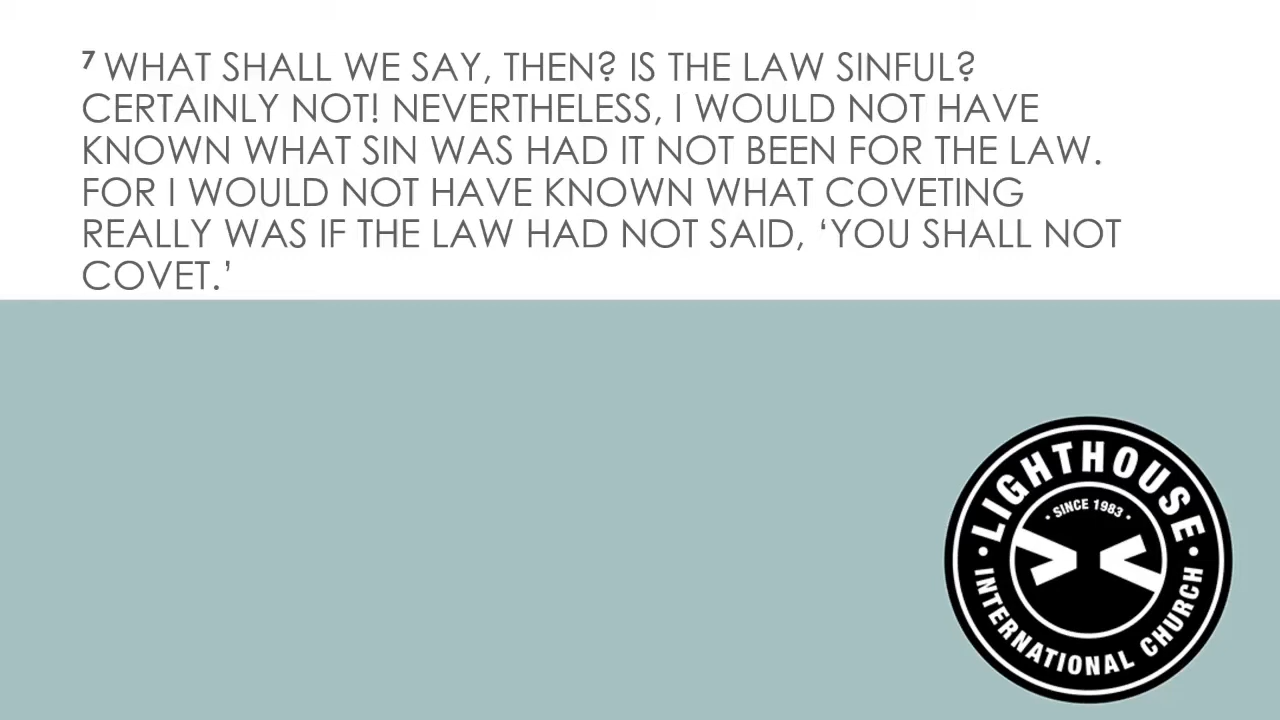 7 WHAT SHALL WE SAY, THEN? IS THE LAW SINFUL?
CERTAINLY NOT! NEVERTHELESS, I WOULD NOT HAVE
KNOWN WHAT SIN WAS HAD IT NOT BEEN FOR THE LAW.
FOR I WOULD NOT HAVE KNOWN WHAT COVETING
REALLY WAS IF THE LAW HAD NOT SAID, ‘YOU SHALL NOT
COVET.’
· LIGHTHOUSE ·
· SINCE 1983 ·
INTERNATIONAL CHURCH